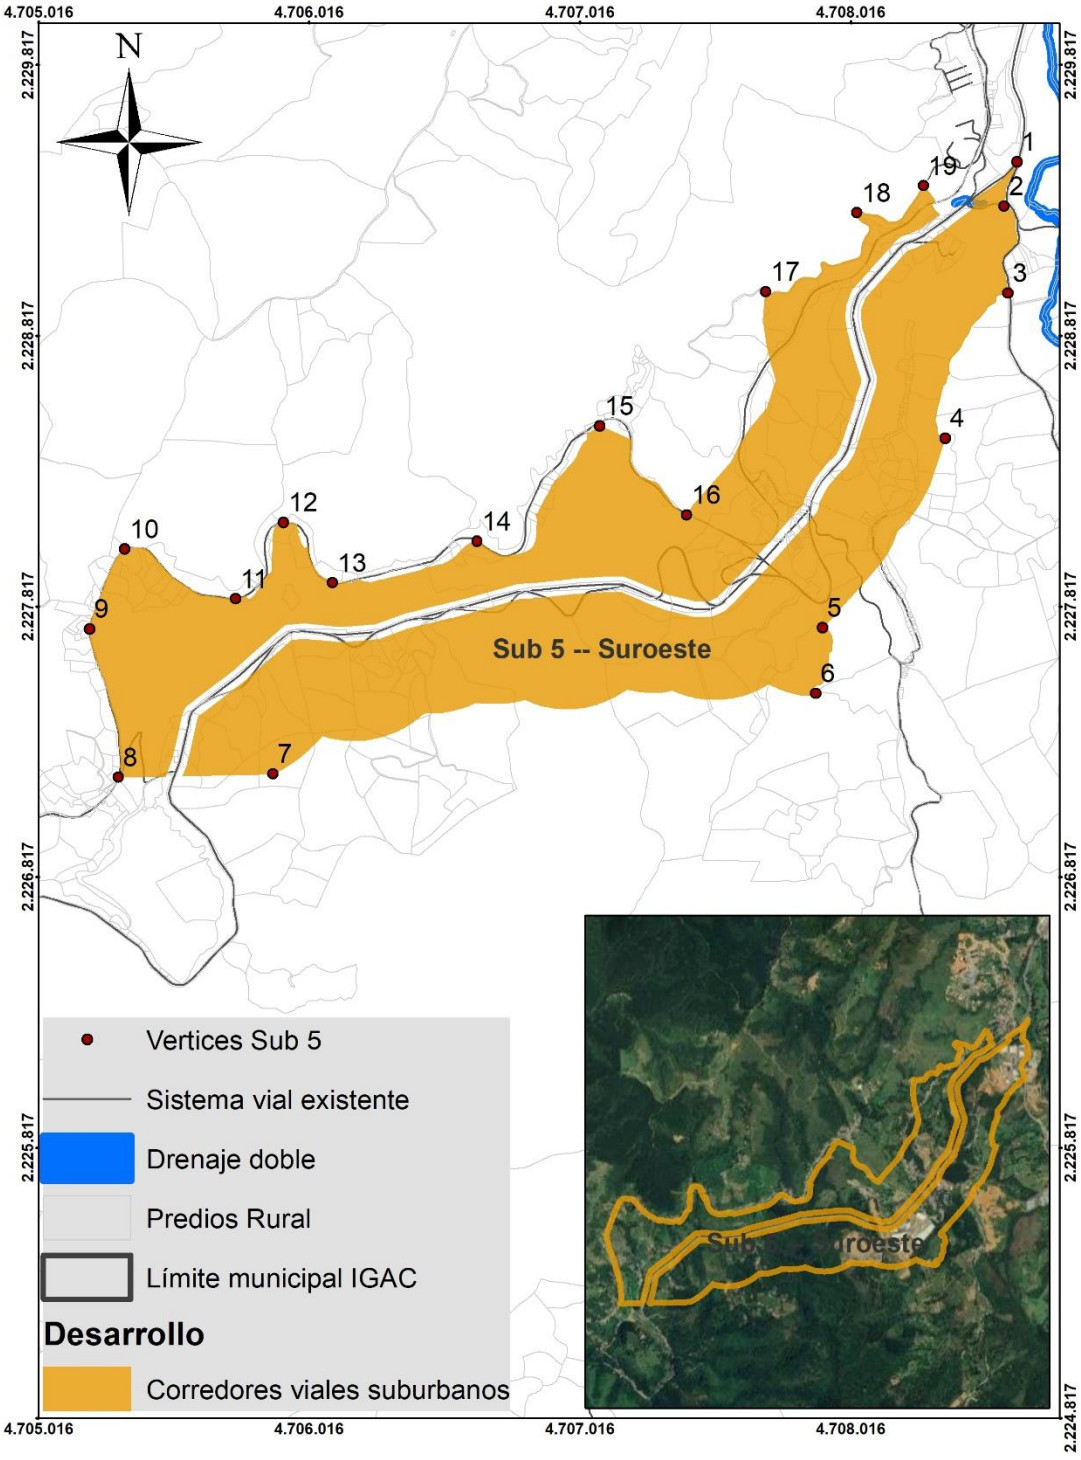 4.705.016 4.706.016 4.707.016 4.708.016
2.229.817 2.229.817
N
1
19
2
18
17
3
2.228.817 2.228.817
15
4
16
12
14
10
13
11
2.227.817 2.227.817
9
5
Sub 5 -- Suroeste
6
7
8
2.226.817 2.226.817
Vertices Sub 5
Sistema vial existente
Drenaje doble
2.225.817 2.225.817
Predios Rural
Sub 5 -- Suroeste
Límite municipal IGAC
Desarrollo
Corredores viales suburbanos
2.224.817
4.705.016 4.706.016 4.707.016 4.708.016